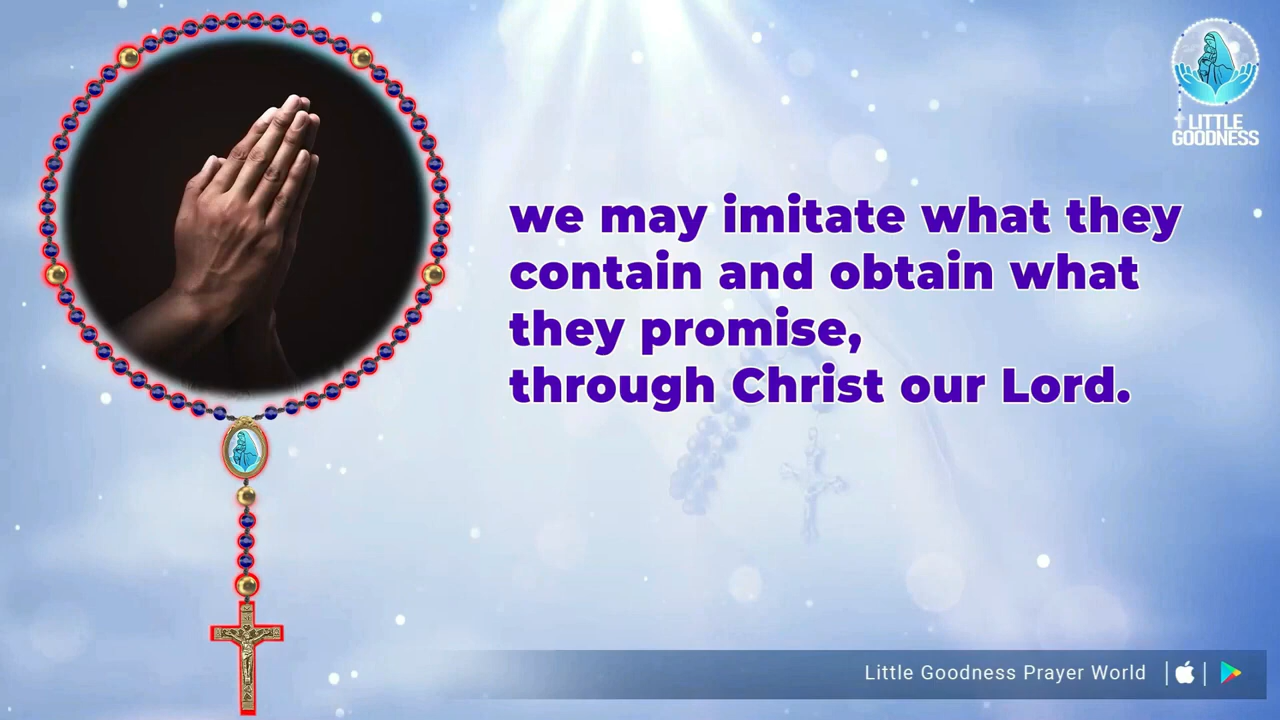 LITTLE
GOODNESS
we may imitate what they
contain and obtain what
they promise,
through Christ our Lord.
Little Goodness Prayer World